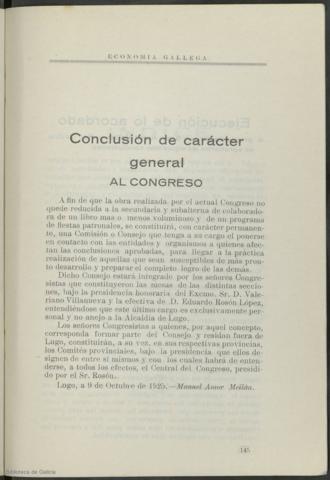 ECONOMIA GALLEGA
Conclusión de carácter
general
AL CONGRESO
A fin de que la obra realizada por el actual Congreso no
quede reducida a la secundaria y subalterna de colaborado-
ra de un libro mas o menos voluminoso y de un programa
de fiestas patronales, se constituirá, con carácter permanen-
te, una Comisión o Consejo que tenga a su cargo el ponerse
en contacto con las entidades y organismos a quienes afec-
tan las conclusiones aprobadas, para llegar a la práctica
realización de aquellas que sean susceptibles de mas pron-
to desarrollo y preparar el completo logro de las demás.
Dicho Consejo estará integrado por los señores Congre-
sistas que constituyeron las mesas de las distintas seccio-
nes, bajo la presidencia honoraria del Excmo. Sr. D. Vale-
riano Villanueva y la efectiva de D. Eduardo Rosón López,
entendiéndose que este último cargo es exclusivamente per-
sonal y no anejo a la Alcaldía de Lugo.
Los señores Congresistas a quienes, por aquel concepto,
corresponda formar parte del Consejo y residan fuera de
Lugo, constituirán, a su vez, en sus respectivas provincias,
los Comités provinciales, bajo la presidencia que ellos de-
signen de entre sí mismos y con los cuales habrá de enten-
derse, a todos los efectos, el Central del Congreso, presidi-
do por el Sr. Rosón.
Lugo, a 9 de Octubre de 1925.—Manuel Amor Meilán.
145
Biblioteca de Galicia